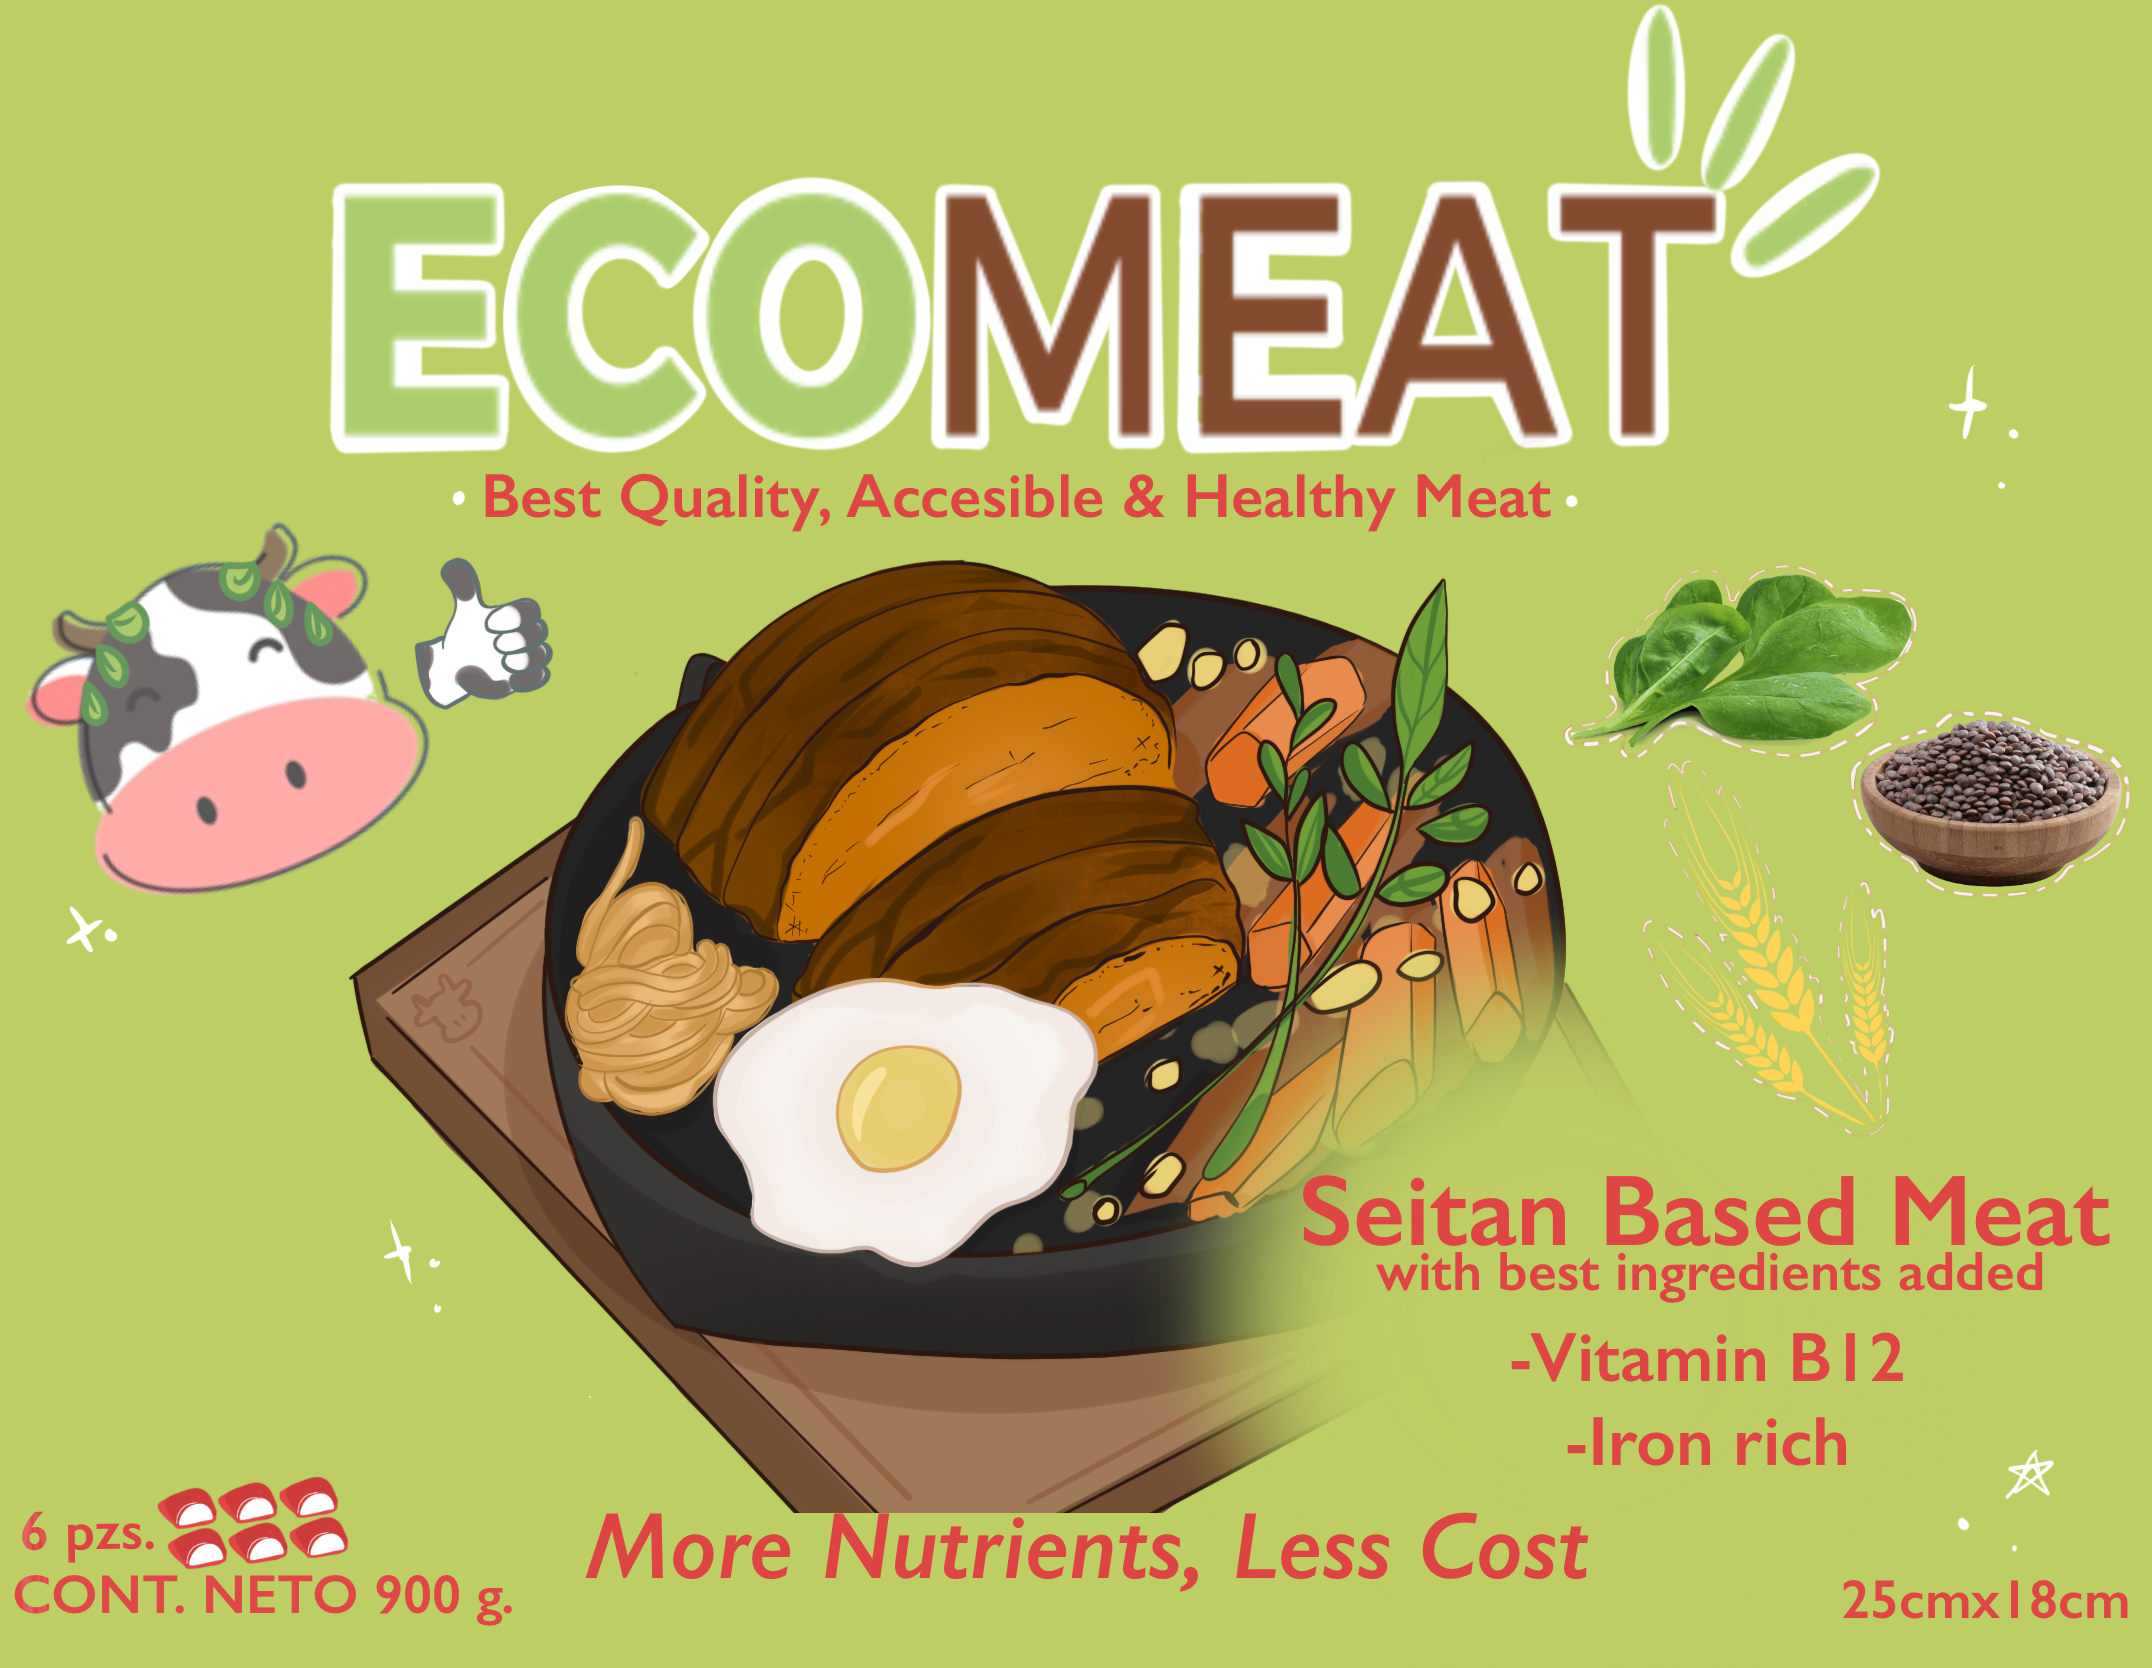 ECOMEAT
• Best Quality, Accesible & Healthy Meat •
Seitan Based Meat
with best ingredients added
-Vitamin B12
-Iron rich
6 pzs.
CONT. NETO 900 g.
More Nutrients, Less Cost
25cmx18cm